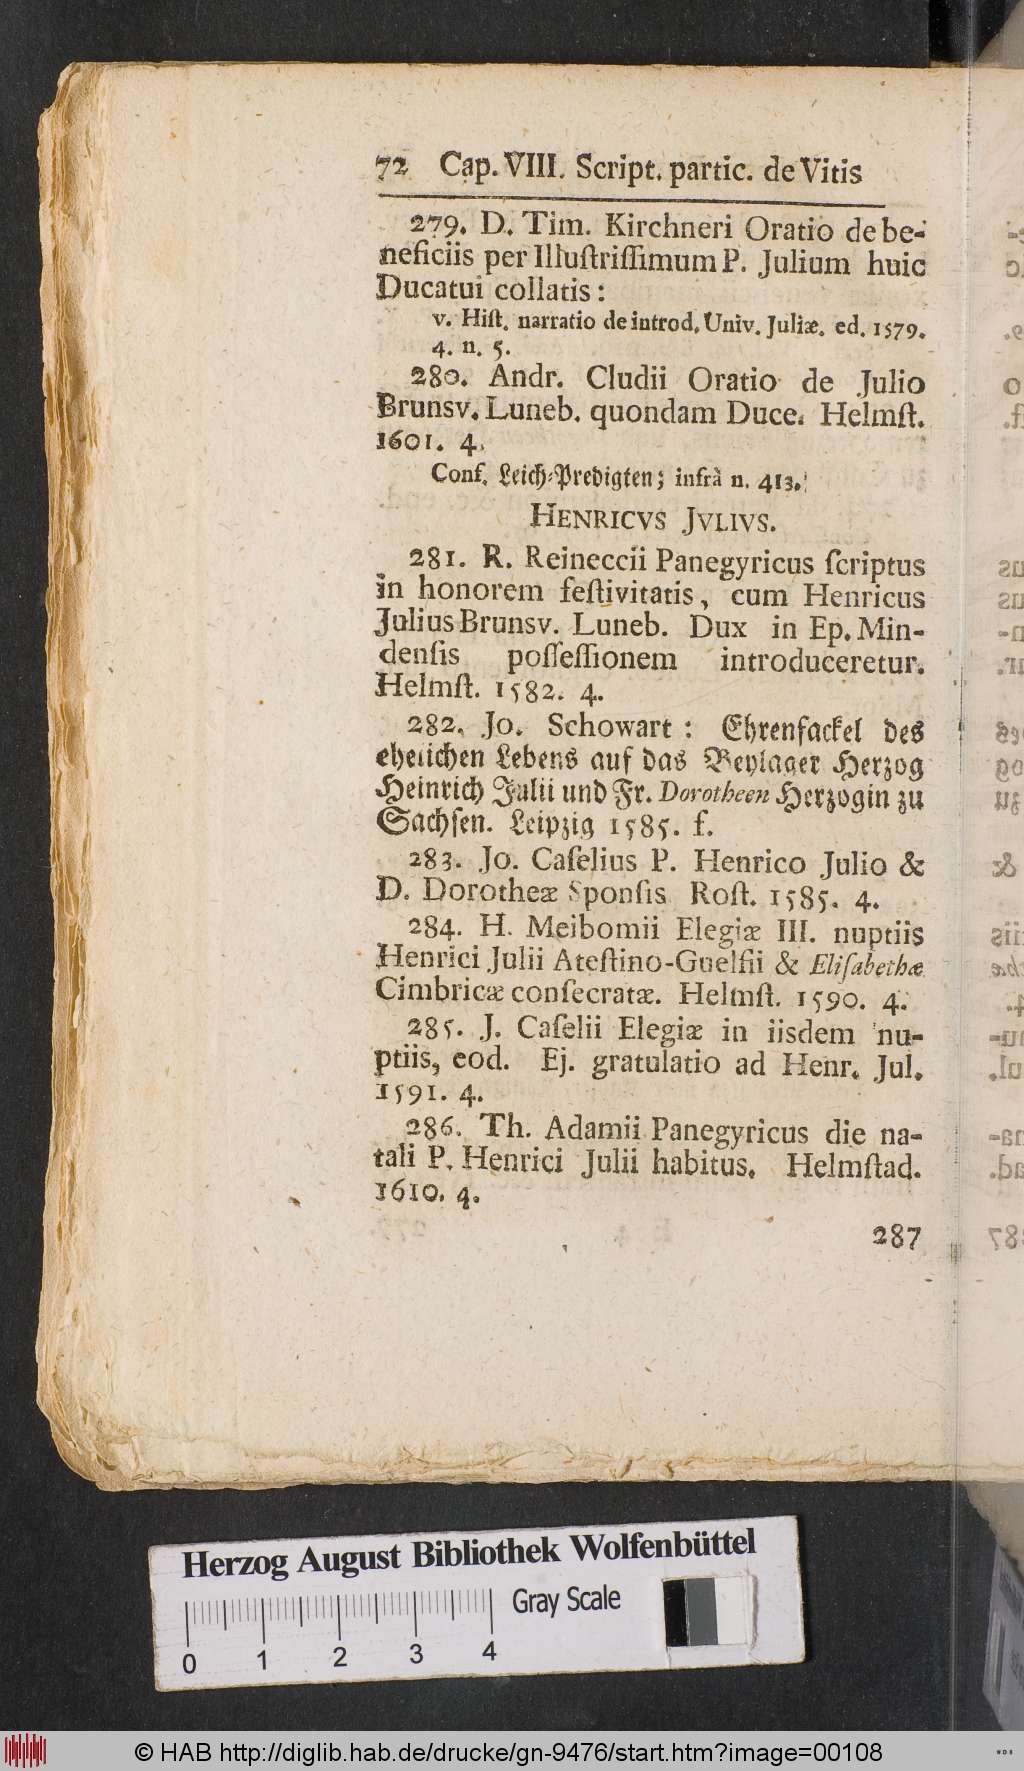 72 Cap. VIII. Script. partic. de Vitis
279. D. Tim. Kirchneri Oratio de be-
neficiis per Illuſtriſſimum P. Julium huic
Ducatui collatis:
v. Hiſt. narratio de introd. Univ. Juliæ. ed. 1579.
4. n. 5.
280. Andr. Cludii Oratio de Julio
Brunsv. Luneb. quondam Duce. Helmſt.
1601. 4.
Conf. Leich-Predigten; infrà n. 413.
HENRICVS JVLIVS.
281. R. Reineccii Panegyricus ſcriptus
in honorem feſtivitatis, cum Henricus
Julius Brunsv. Luneb. Dux in Ep. Min-
denſis poſſeſſionem introduceretur.
Helmſt. 1582. 4.
282. Jo. Schowart: Ehrenfackel des
ehelichen Lebens auf das Beylager Herzog
Heinrich Julii und Fr. Dorotheen Herzogin zu
Sachsen. Leipzig 1585. f.
283. Jo. Caſelius P. Henrico Julio &
D. Dorotheæ Sponſis Roſt. 1585. 4.
284. H. Meibomii Elegiæ III. nuptiis
Henrici Julii Ateſtino-Guelfii & Eliſabethæ
Cimbricæ conſecratæ. Helmſt. 1590. 4.
285. J. Caſelii Elegiæ in iisdem nu-
ptiis, eod. Ej. gratulatio ad Henr. Jul.
1591. 4.
286. Th. Adamii Panegyricus die na-
tali P. Henrici Julii habitus. Helmſtad.
1610. 4.
287
Herzog August Bibliothek Wolfenbüttel
Gray Scale
0 1 2 3 4
© HAB http://diglib.hab.de/drucke/gn-9476/start.htm?image=00108